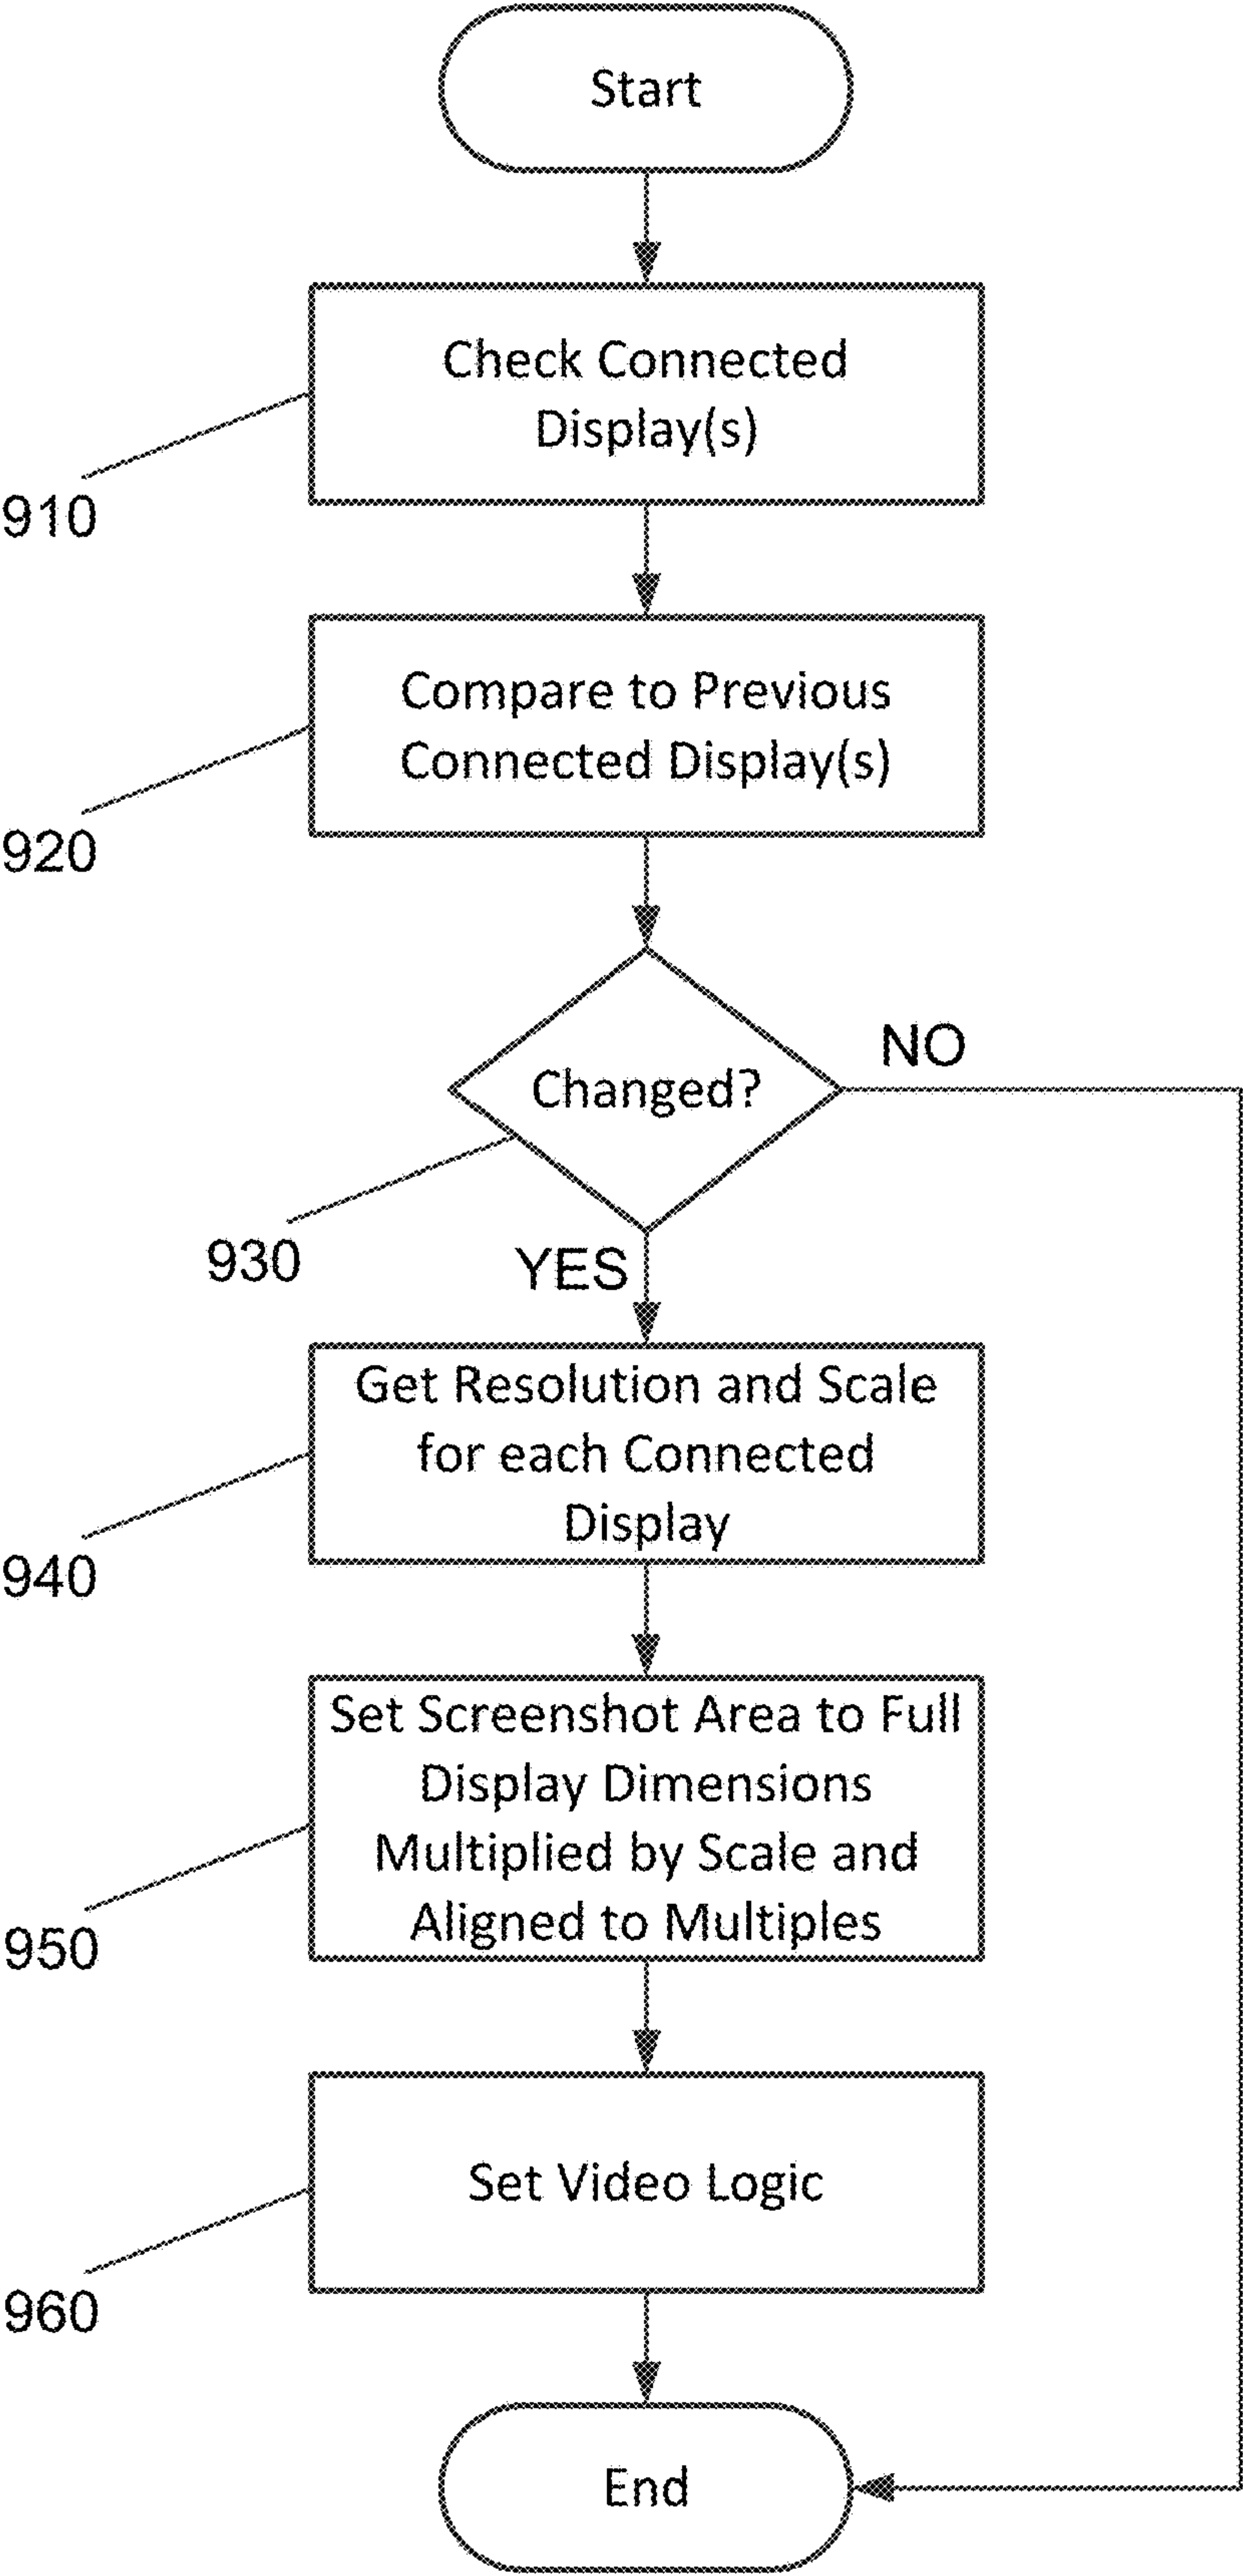 Start
Check Connected
Display(s)
910
Compare to Previous
Connected Display(s)
920
Changed?
NO
930
YES
Get Resolution and Scale
for each Connected
Display
940
Set Screenshot Area to Full
Display Dimensions
Multiplied by Scale and
Aligned to Multiples
950
Set Video Logic
960
End